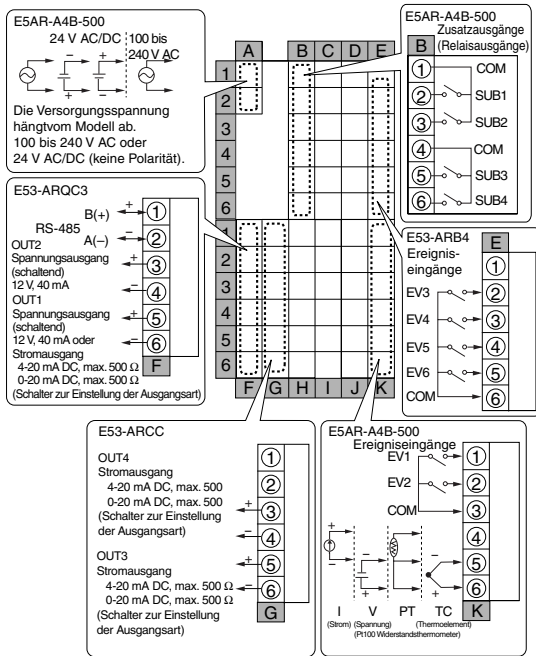 E5AR-A4B-500
24 V AC/DC
100 bis
240 V AC
Die Versorgungsspannung
hängtvom Modell ab.
100 bis 240 V AC oder
24 V AC/DC (keine Polarität).
A B C D E
1
2
3
4
5
6
1
2
3
4
5
6
F G H I J K
E5AR-A4B-500
Zusatzausgänge
(Relaisausgänge)
B
1 COM
2 SUB1
3 SUB2
4 COM
5 SUB3
6 SUB4
E53-ARQC3
B(+) + 1
RS-485
A(−) − 2
OUT2
Spannungsausgang + 3
(schaltend)
12 V, 40 mA − 4
OUT1
Spannungsausgang + 5
(schaltend)
12 V, 40 mA oder − 6
Stromausgang
F
4-20 mA DC, max. 500 Ω
0-20 mA DC, max. 500 Ω
(Schalter zur Einstellung der Ausgangsart)
E53-ARB4
Ereignis-
eingänge
E
1
EV3 2
EV4 3
EV5 4
EV6 5
COM 6
E53-ARCC
1
OUT4
Stromausgang 2
4-20 mA DC, max. 500
0-20 mA DC, max. 500 + 3
(Schalter zur Einstellung
der Ausgangsart) − 4
OUT3
Stromausgang + 5
4-20 mA DC, max. 500 Ω − 6
0-20 mA DC, max. 500 Ω
(Schalter zur Einstellung
der Ausgangsart)
G
E5AR-A4B-500
Ereigniseingänge
EV1 1
EV2 2
COM 3
4
5
6
I V PT TC K
(Strom) (Spannung) (Thermoelement)
(Pt100 Widerstandsthermometer)